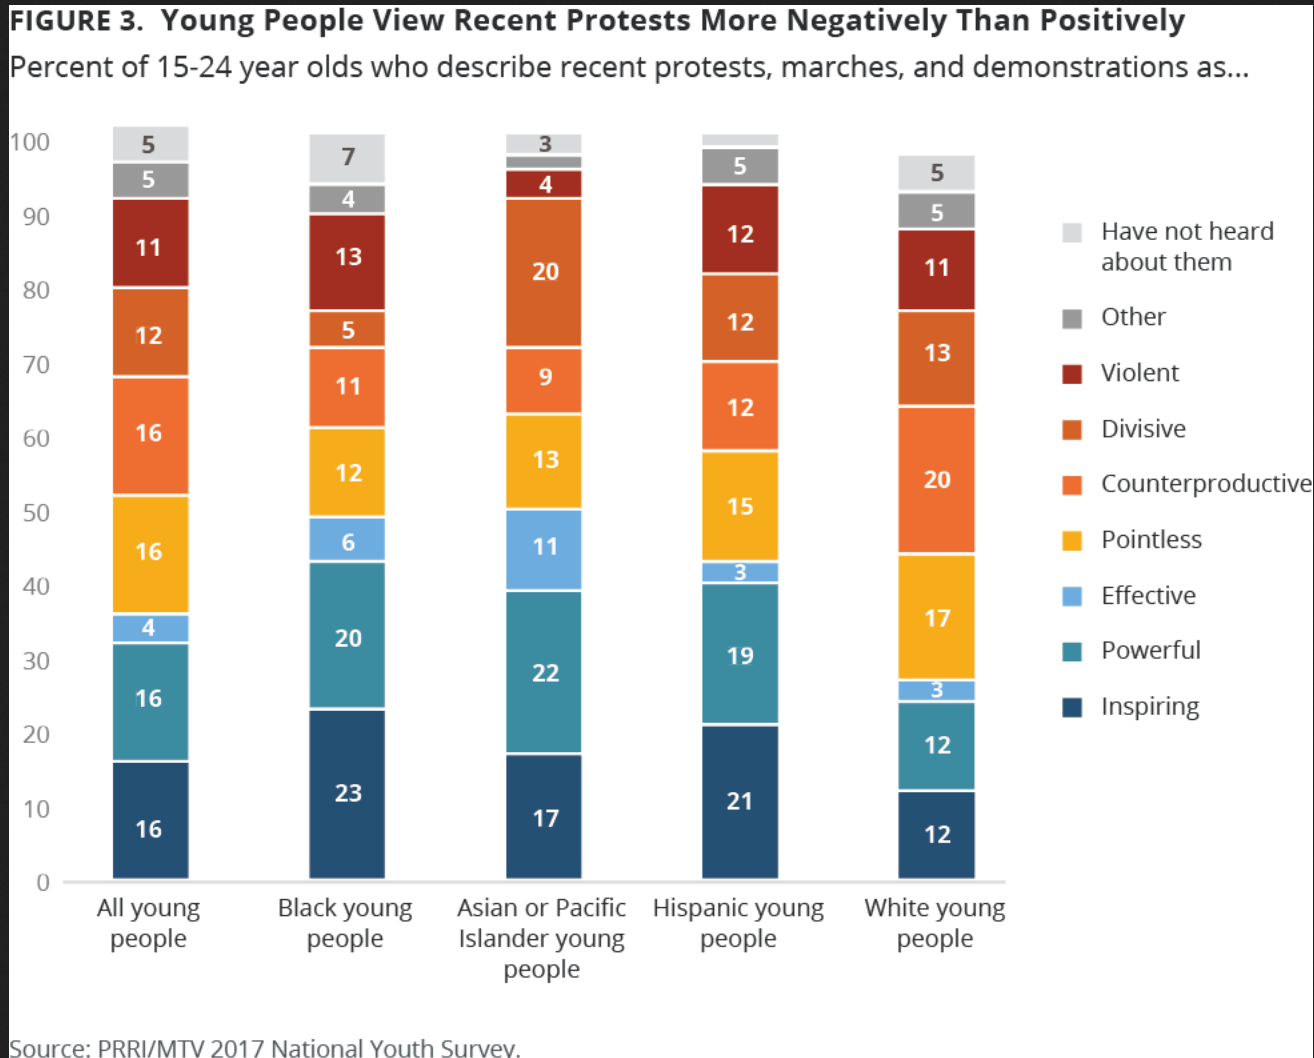 FIGURE 3. Young People View Recent Protests More Negatively Than Positively
Percent of 15-24 year olds who describe recent protests, marches, and demonstrations as...
100
90
80
70
60
50
40
30
20
10
0
5
5
11
12
16
16
4
16
16
7
4
13
5
11
12
6
20
23
3
4
20
9
13
11
22
17
5
12
12
12
15
3
19
21
5
5
11
13
20
17
3
12
12
Have not heard
about them
Other
Violent
Divisive
Counterproductive
Pointless
Effective
Powerful
Inspiring
All young
people
Black young
people
Asian or Pacific
Islander young
people
Hispanic young
people
White young
people
Source: PRRI/MTV 2017 National Youth Survey.